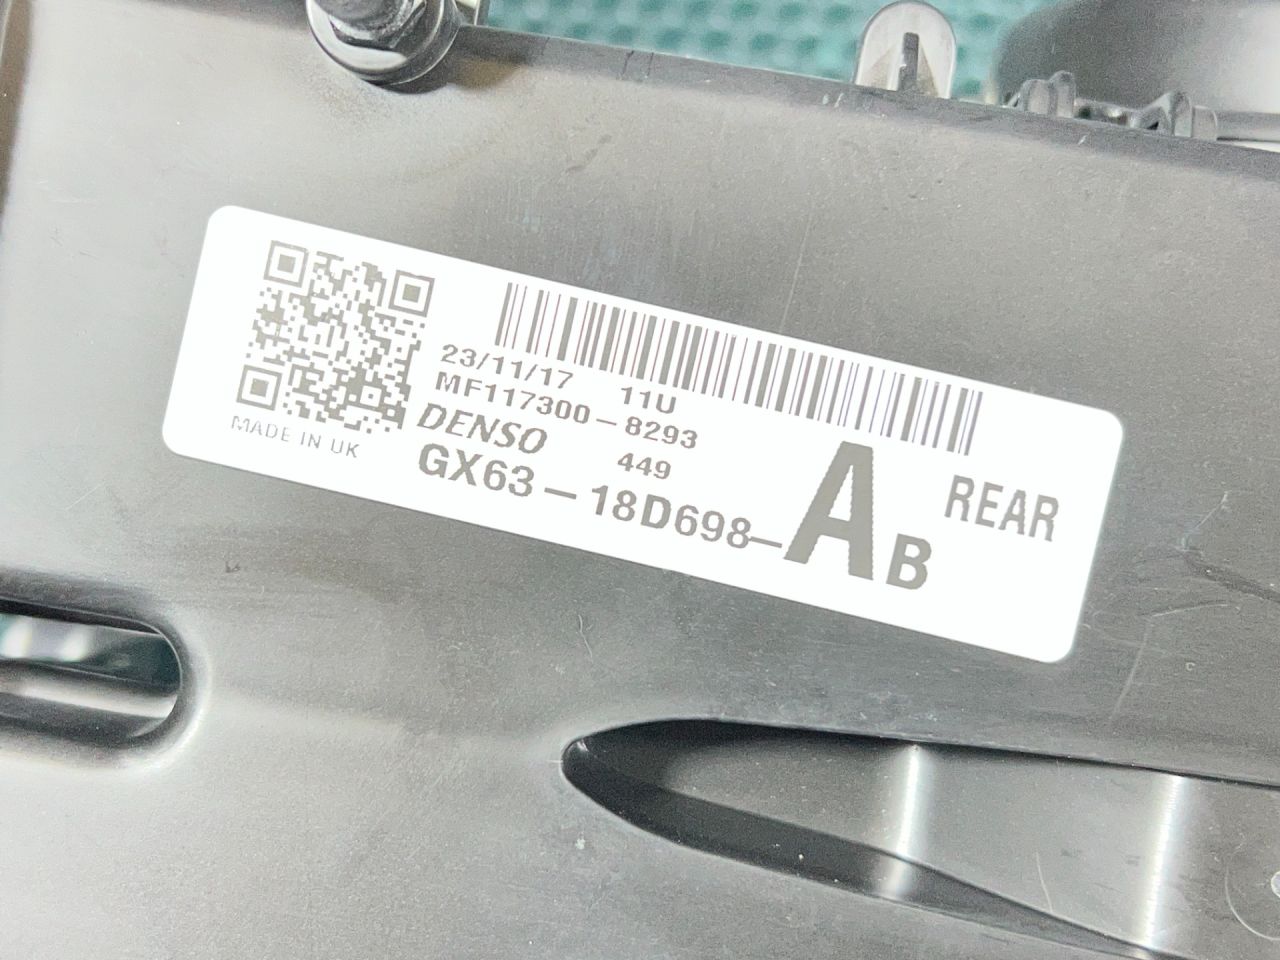 23/11/17 11U
MF117300-8293
DENSO 449
MADE IN UK
GX63-18D698-AB
REAR